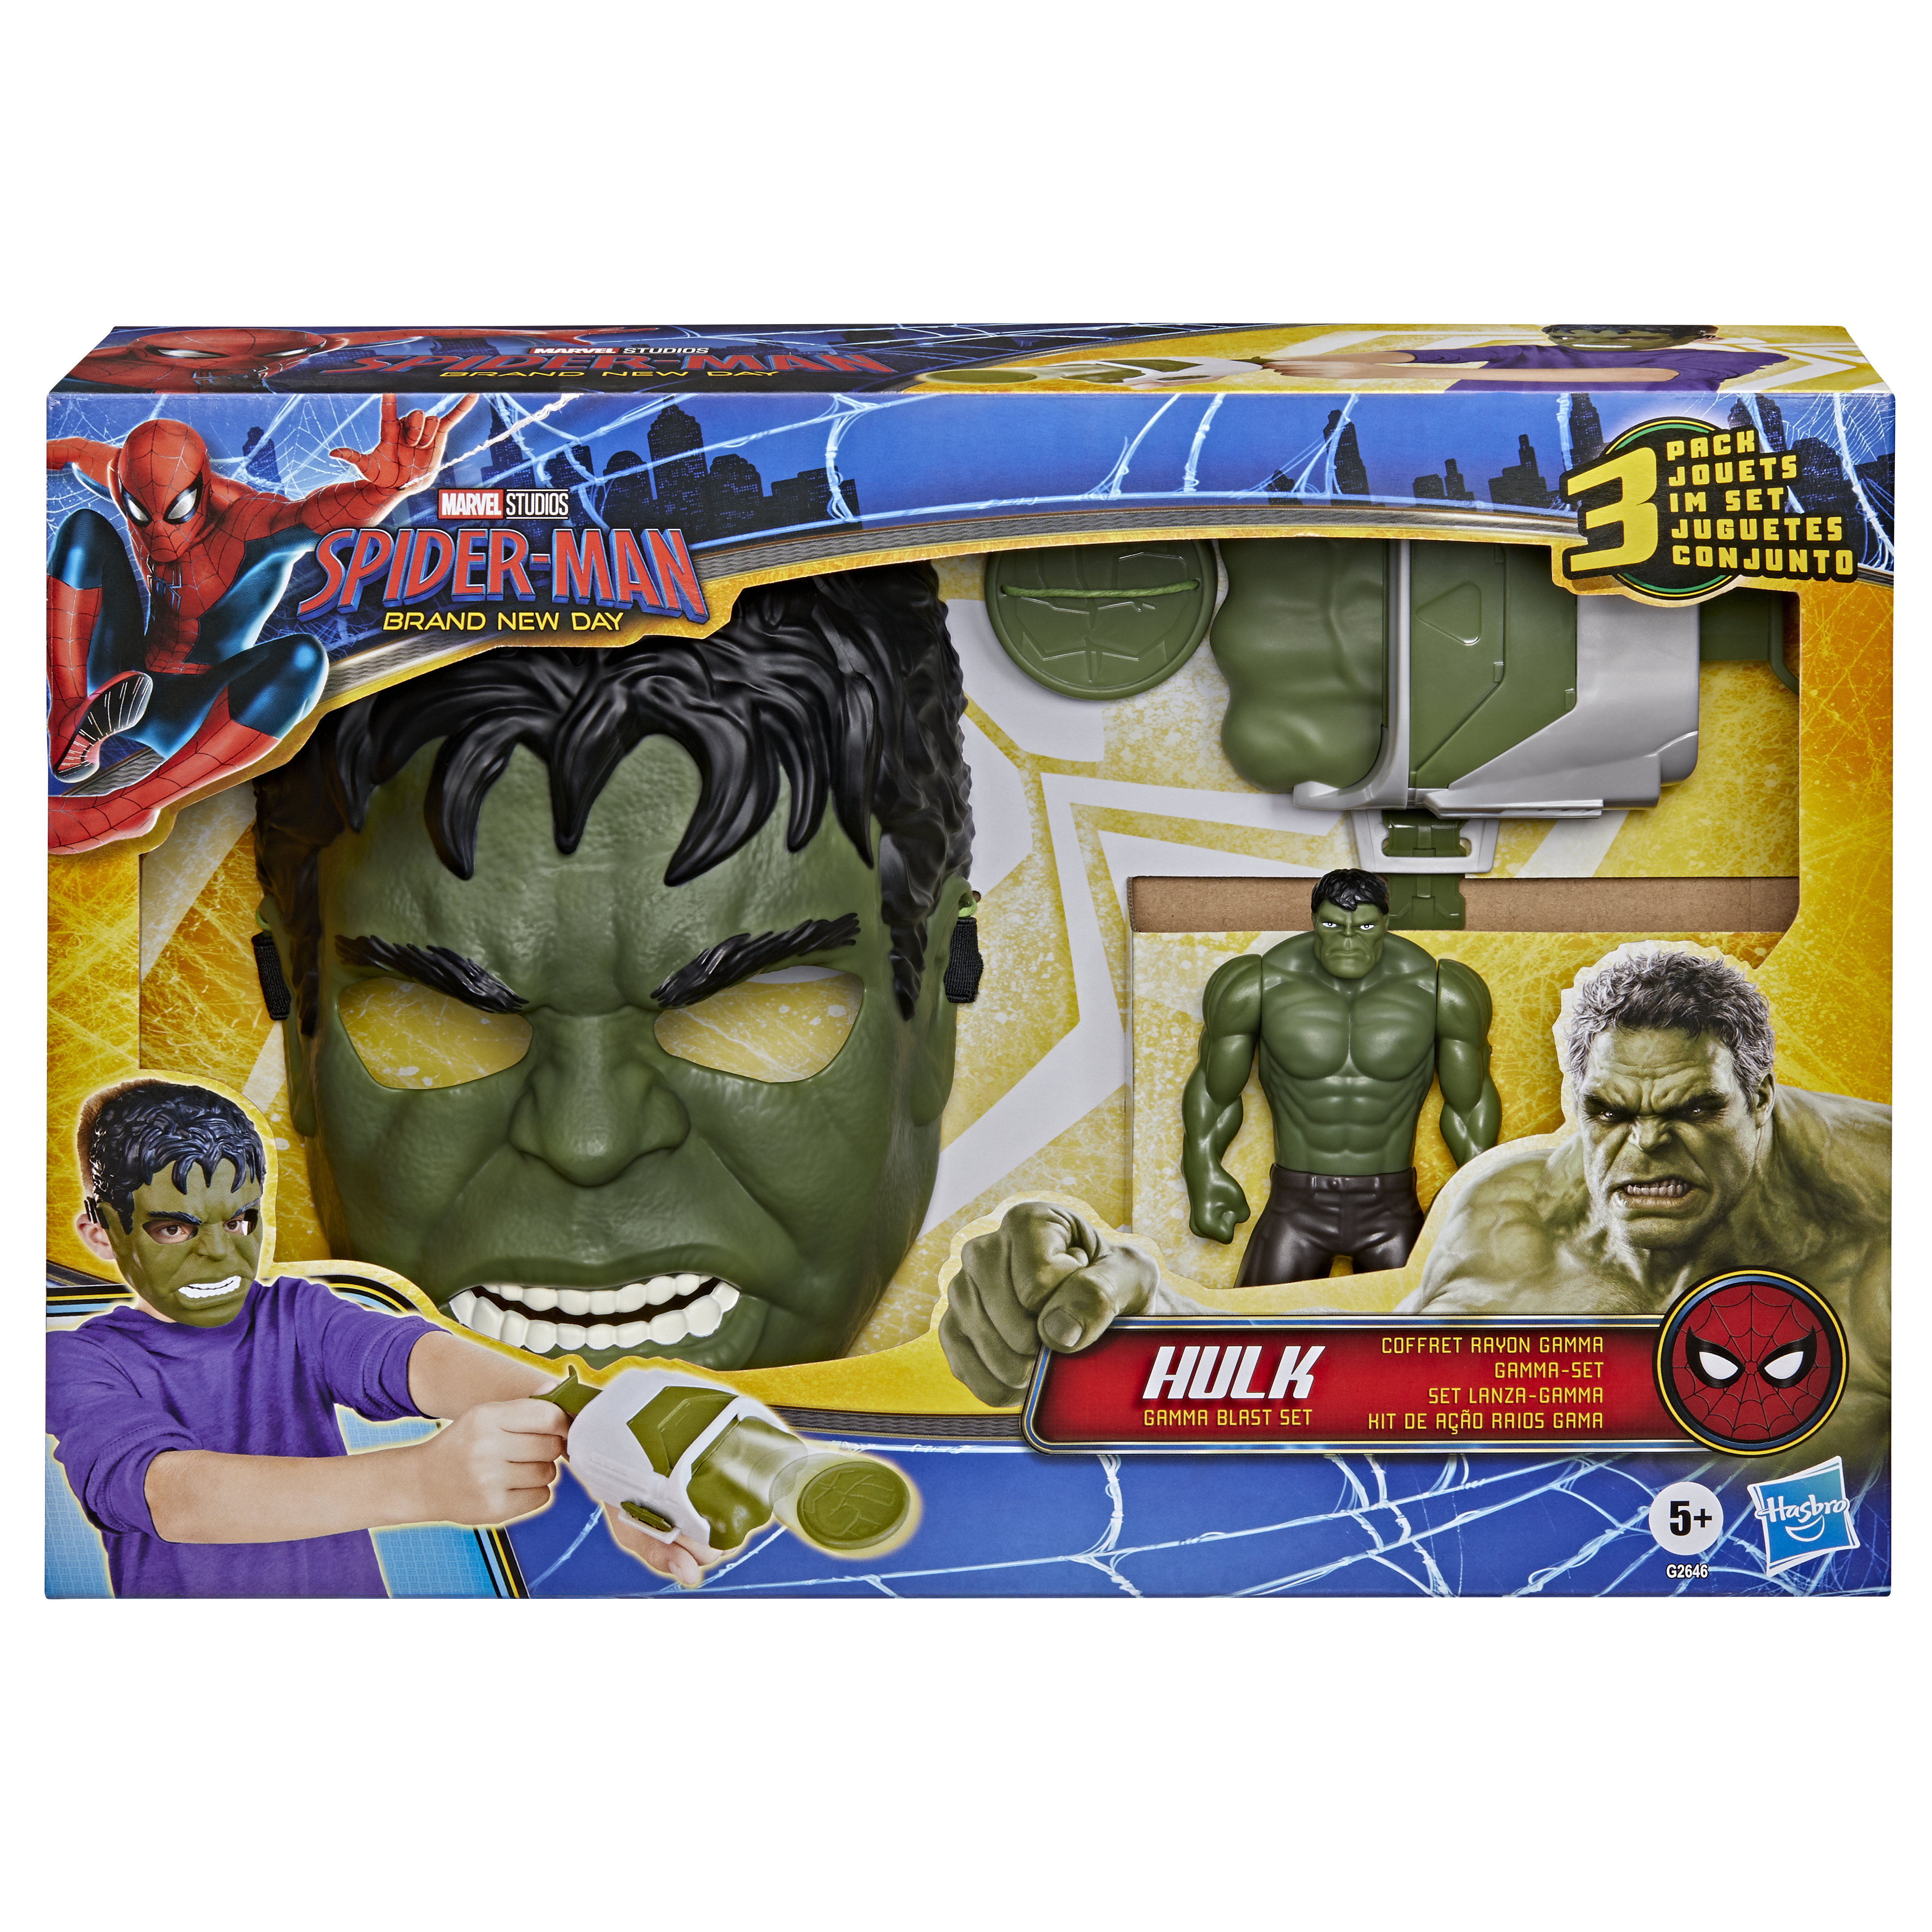 MARVEL STUDIOS
SPIDER-MAN
BRAND NEW DAY
MARVEL STUDIOS
SPIDER-MAN
BRAND NEW DAY
3 PACK
JOUETS
IM SET
JUGUETES
CONJUNTO
HULK
GAMMA BLAST SET
COFFRET RAYON GAMMA
GAMMA-SET
SET LANZA-GAMMA
KIT DE AÇÃO RAIOS GAMA
5+
G2646
Hasbro